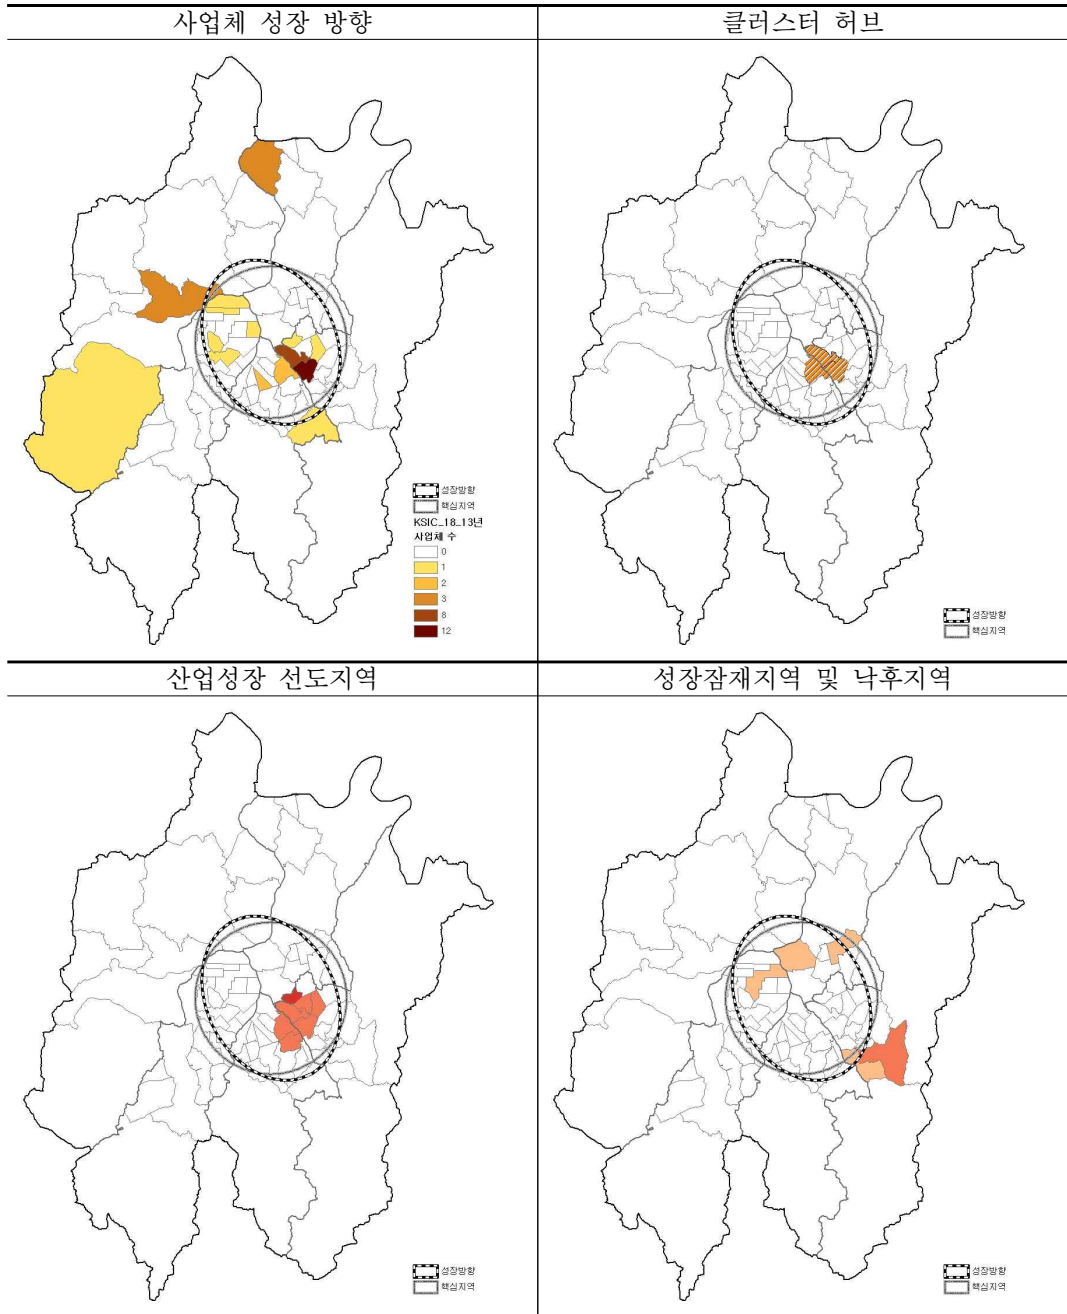 사업체 성장 방향
클러스터 허브
성장방향
핵심지역
KSIC_18_13년
사업체 수
0
1
2
3
8
12
성장방향
핵심지역
산업성장 선도지역
성장잠재지역 및 낙후지역
성장방향
핵심지역
성장방향
핵심지역